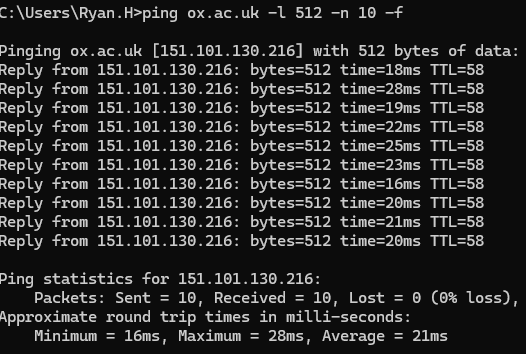 C:\Users\Ryan.H>ping ox.ac.uk -l 512 -n 10 -f
Pinging ox.ac.uk [151.101.130.216] with 512 bytes of data:
Reply from 151.101.130.216: bytes=512 time=18ms TTL=58
Reply from 151.101.130.216: bytes=512 time=28ms TTL=58
Reply from 151.101.130.216: bytes=512 time=19ms TTL=58
Reply from 151.101.130.216: bytes=512 time=22ms TTL=58
Reply from 151.101.130.216: bytes=512 time=25ms TTL=58
Reply from 151.101.130.216: bytes=512 time=23ms TTL=58
Reply from 151.101.130.216: bytes=512 time=16ms TTL=58
Reply from 151.101.130.216: bytes=512 time=20ms TTL=58
Reply from 151.101.130.216: bytes=512 time=21ms TTL=58
Reply from 151.101.130.216: bytes=512 time=20ms TTL=58
Ping statistics for 151.101.130.216:
Packets: Sent = 10, Received = 10, Lost = 0 (0% loss),
Approximate round trip times in milli-seconds:
Minimum = 16ms, Maximum = 28ms, Average = 21ms